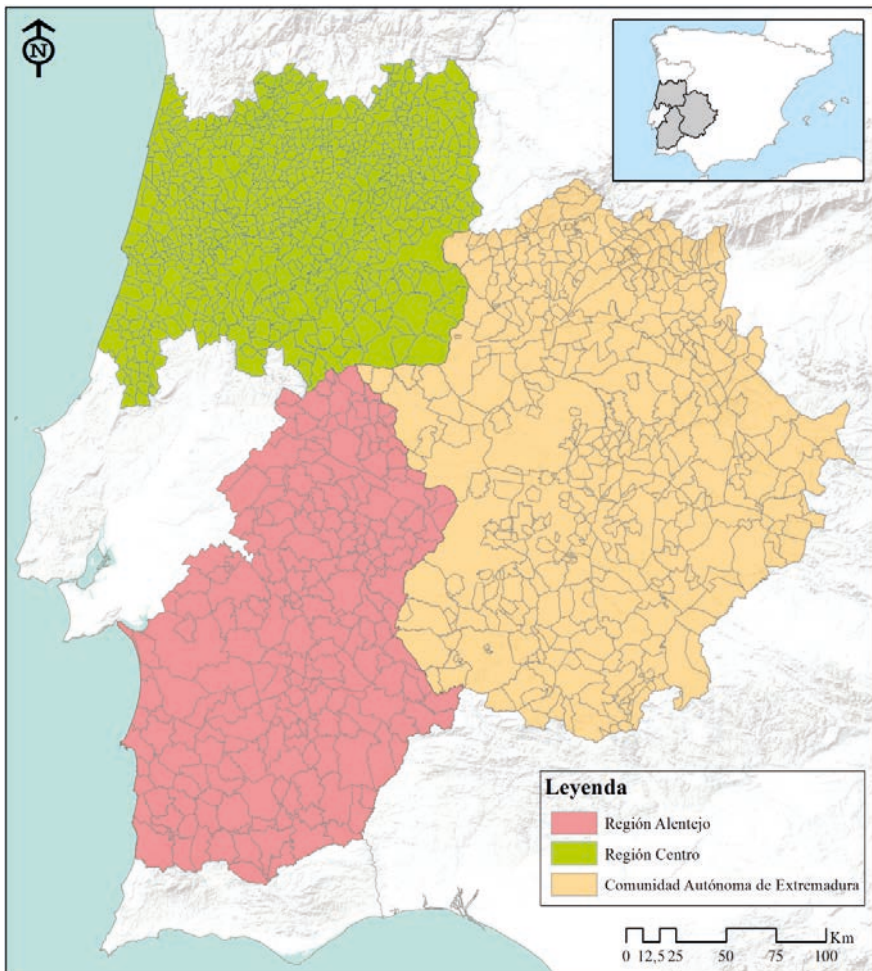 N
Leyenda
Región Alentejo
Región Centro
Comunidad Autónoma de Extremadura
Km
0 12,5 25 50 75 100